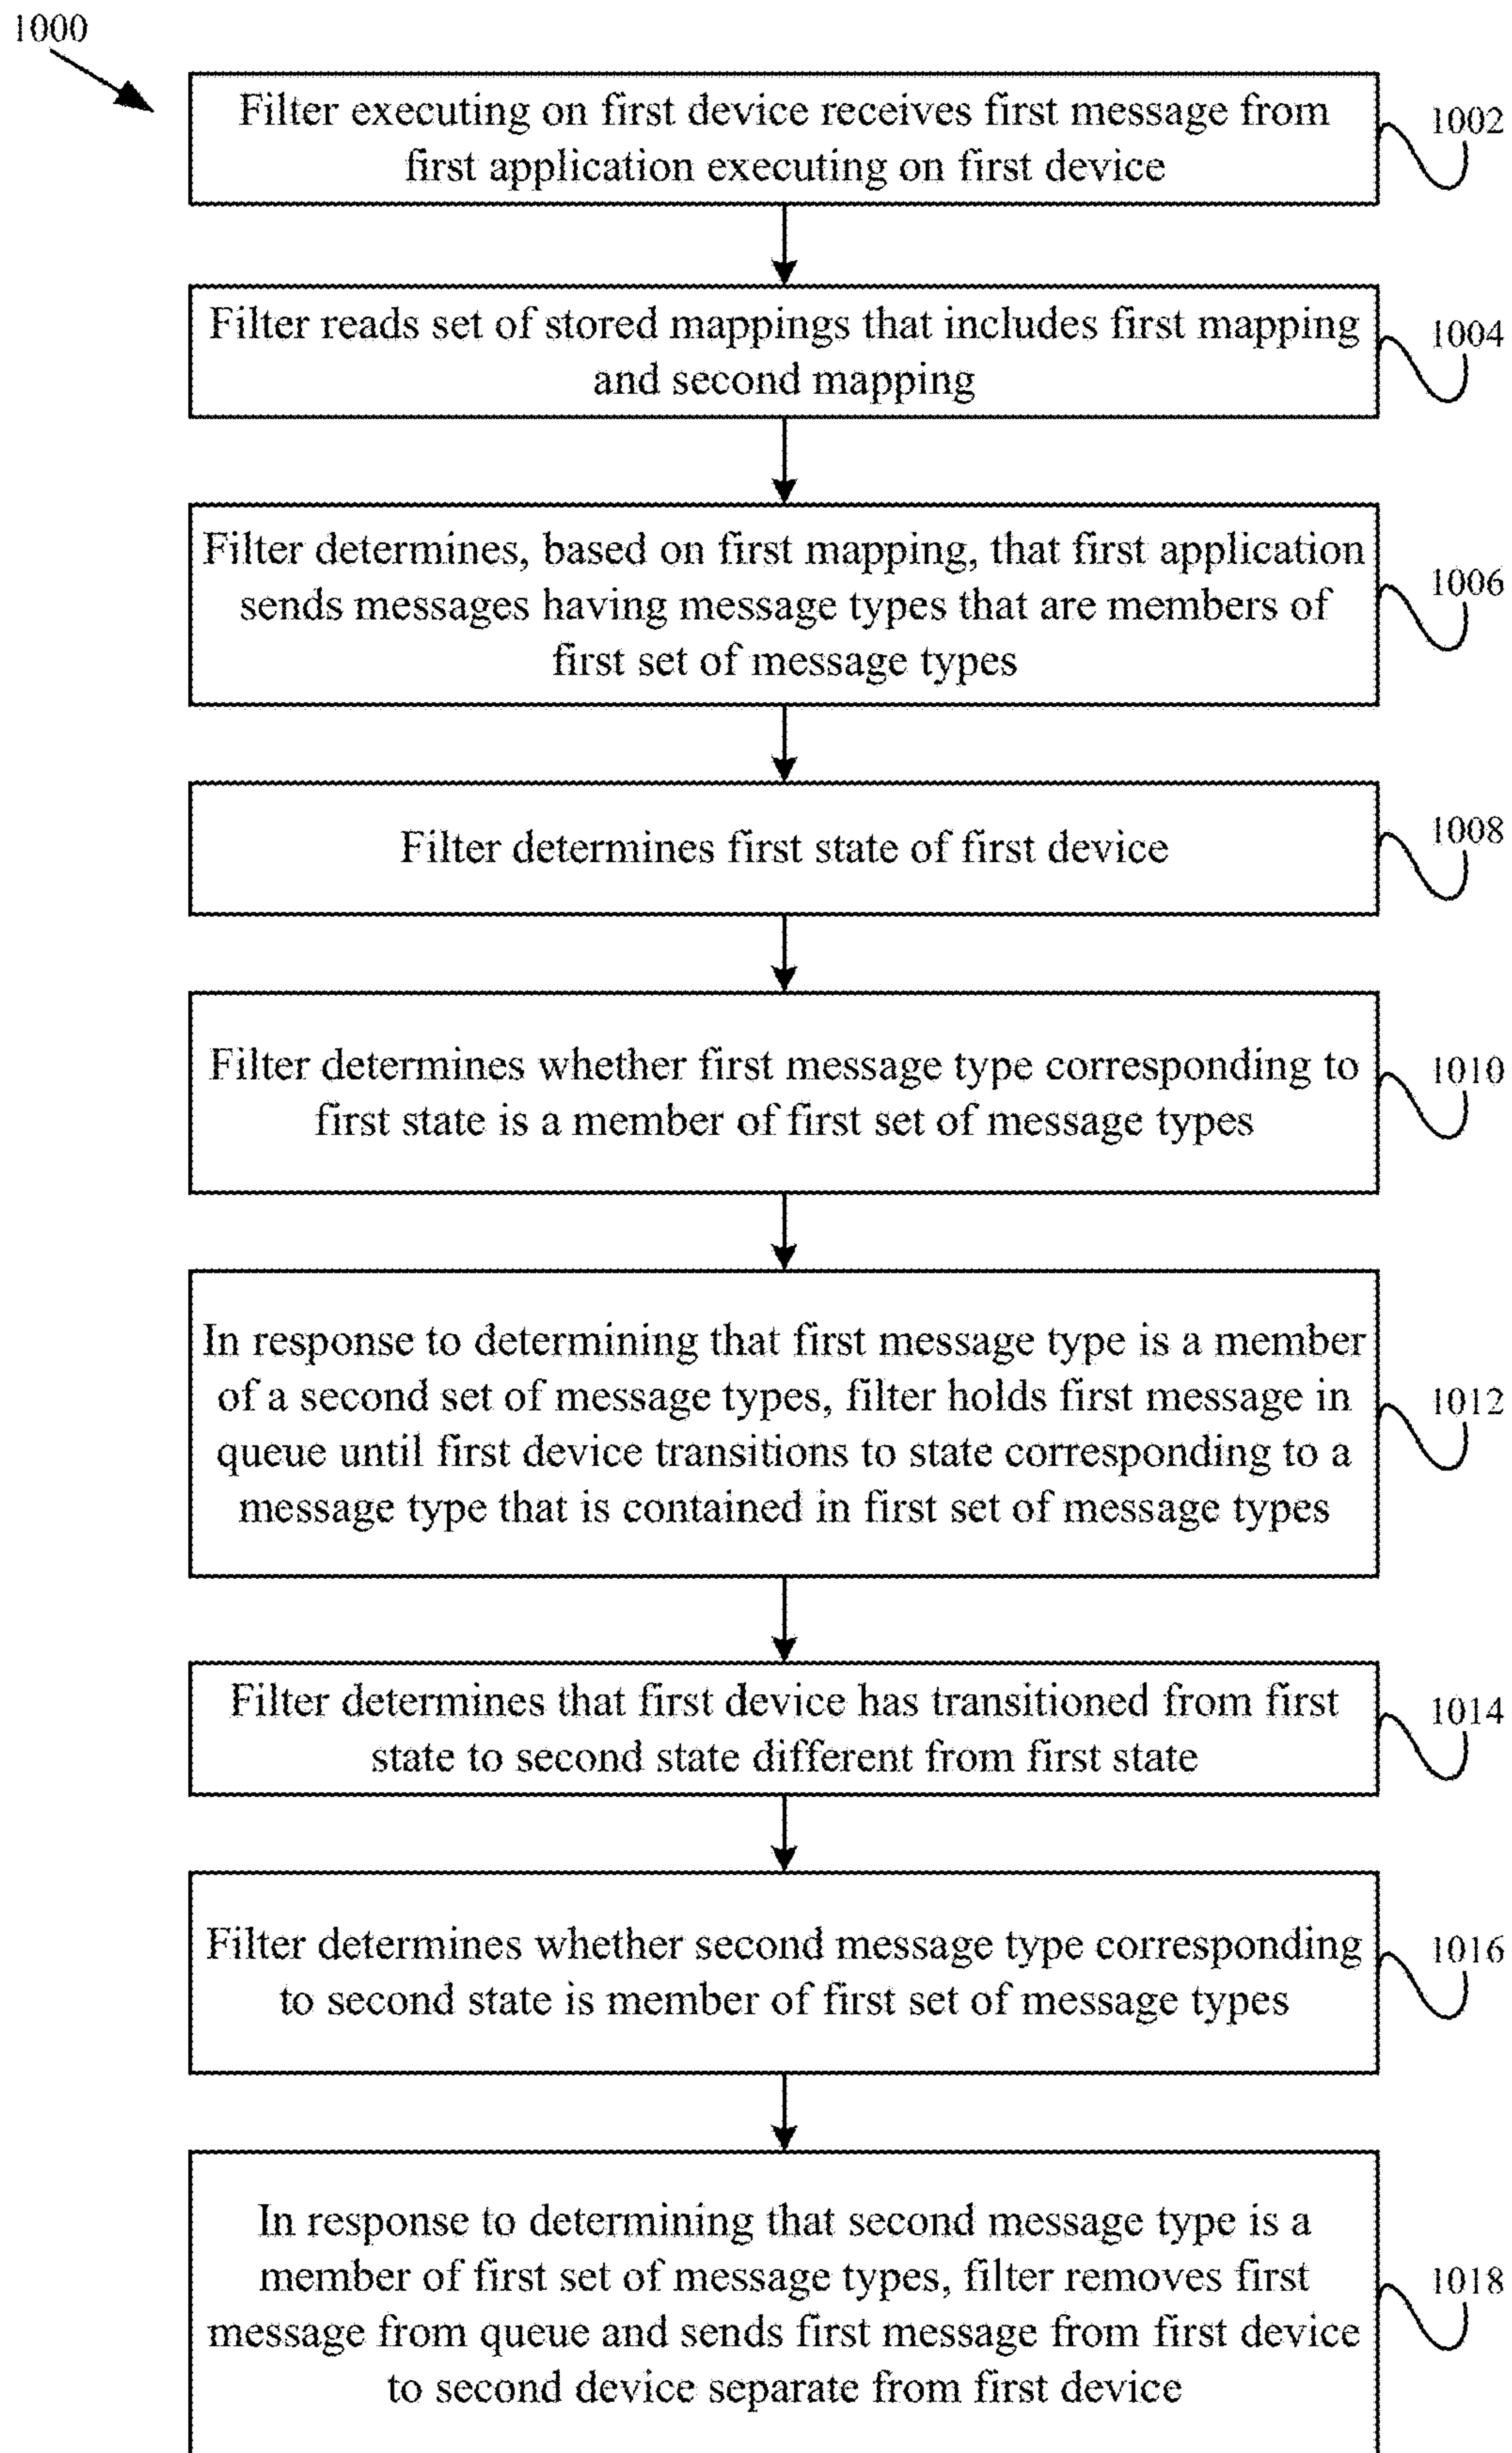 1000
Filter executing on first device receives first message from
first application executing on first device
1002
Filter reads set of stored mappings that includes first mapping
and second mapping
1004
Filter determines, based on first mapping, that first application
sends messages having message types that are members of
first set of message types
1006
Filter determines first state of first device
1008
Filter determines whether first message type corresponding to
first state is a member of first set of message types
1010
In response to determining that first message type is a member
of a second set of message types, filter holds first message in
queue until first device transitions to state corresponding to a
message type that is contained in first set of message types
1012
Filter determines that first device has transitioned from first
state to second state different from first state
1014
Filter determines whether second message type corresponding
to second state is member of first set of message types
1016
In response to determining that second message type is a
member of first set of message types, filter removes first
message from queue and sends first message from first device
to second device separate from first device
1018